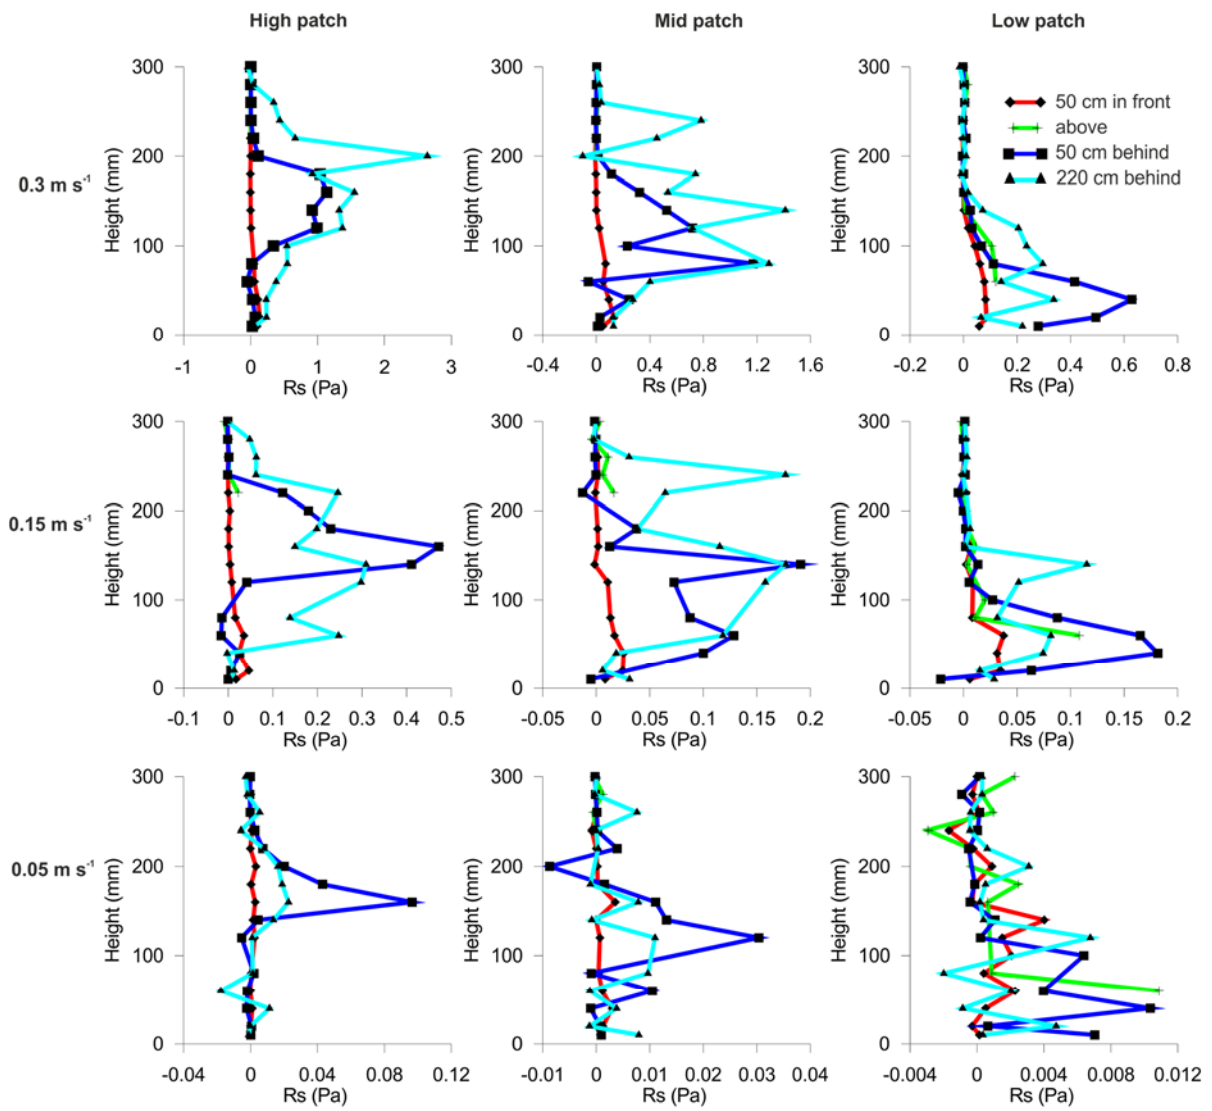 High patch Mid patch Low patch
0.3 m s⁻¹
Height (mm)
300
200
100
0
-1 0 1 2 3
Rs (Pa)
Height (mm)
300
200
100
0
-0.4 0 0.4 0.8 1.2 1.6
Rs (Pa)
Height (mm)
300
200
100
0
-0.2 0 0.2 0.4 0.6 0.8
Rs (Pa)
50 cm in front
above
50 cm behind
220 cm behind
0.15 m s⁻¹
Height (mm)
300
200
100
0
-0.1 0 0.1 0.2 0.3 0.4 0.5
Rs (Pa)
Height (mm)
300
200
100
0
-0.05 0 0.05 0.1 0.15 0.2
Rs (Pa)
Height (mm)
300
200
100
0
-0.05 0 0.05 0.1 0.15 0.2
Rs (Pa)
0.05 m s⁻¹
Height (mm)
300
200
100
0
-0.04 0 0.04 0.08 0.12
Rs (Pa)
Height (mm)
300
200
100
0
-0.01 0 0.01 0.02 0.03 0.04
Rs (Pa)
Height (mm)
300
200
100
0
-0.004 0 0.004 0.008 0.012
Rs (Pa)